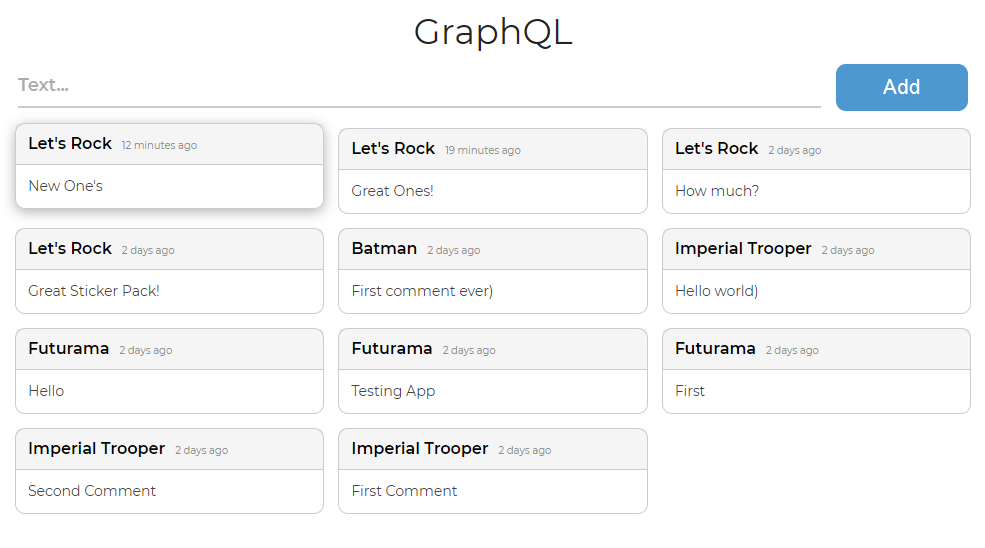 GraphQL
Text...
Add
Let's Rock 12 minutes ago
New One's
Let's Rock 19 minutes ago
Great Ones!
Let's Rock 2 days ago
How much?
Let's Rock 2 days ago
Great Sticker Pack!
Batman 2 days ago
First comment ever)
Imperial Trooper 2 days ago
Hello world)
Futurama 2 days ago
Hello
Futurama 2 days ago
Testing App
Futurama 2 days ago
First
Imperial Trooper 2 days ago
Second Comment
Imperial Trooper 2 days ago
First Comment